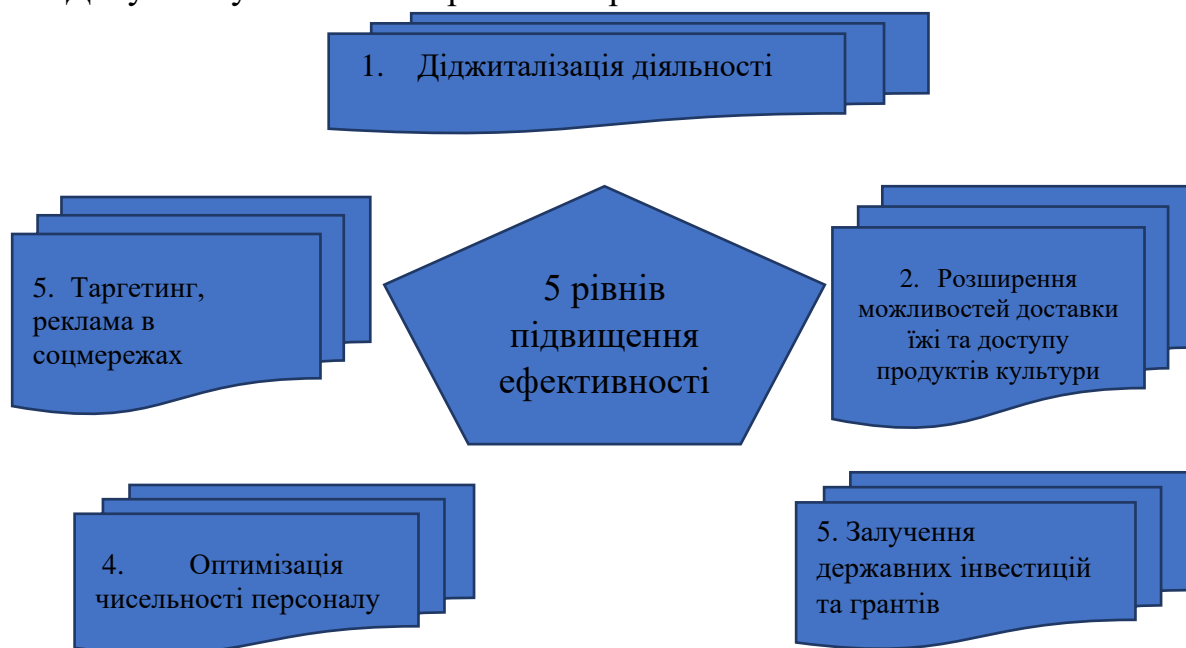 1. Діджиталізація діяльності
5. Таргетинг,
реклама в
соцмережах
5 рівнів
підвищення
ефективності
2. Розширення
можливостей доставки
їжі та доступу
продуктів культури
4. Оптимізація
чисельності персоналу
5. Залучення
державних інвестицій
та грантів